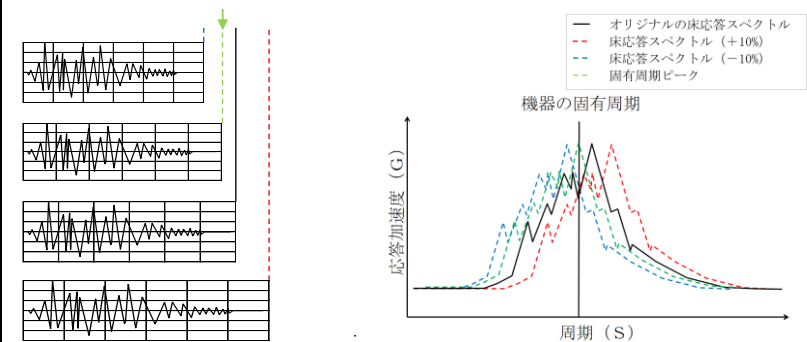 オリジナルの床応答スペクトル
床応答スペクトル（＋10%）
床応答スペクトル（－10%）
固有周期ピーク
機器の固有周期
応答加速度（G）
周期（S）